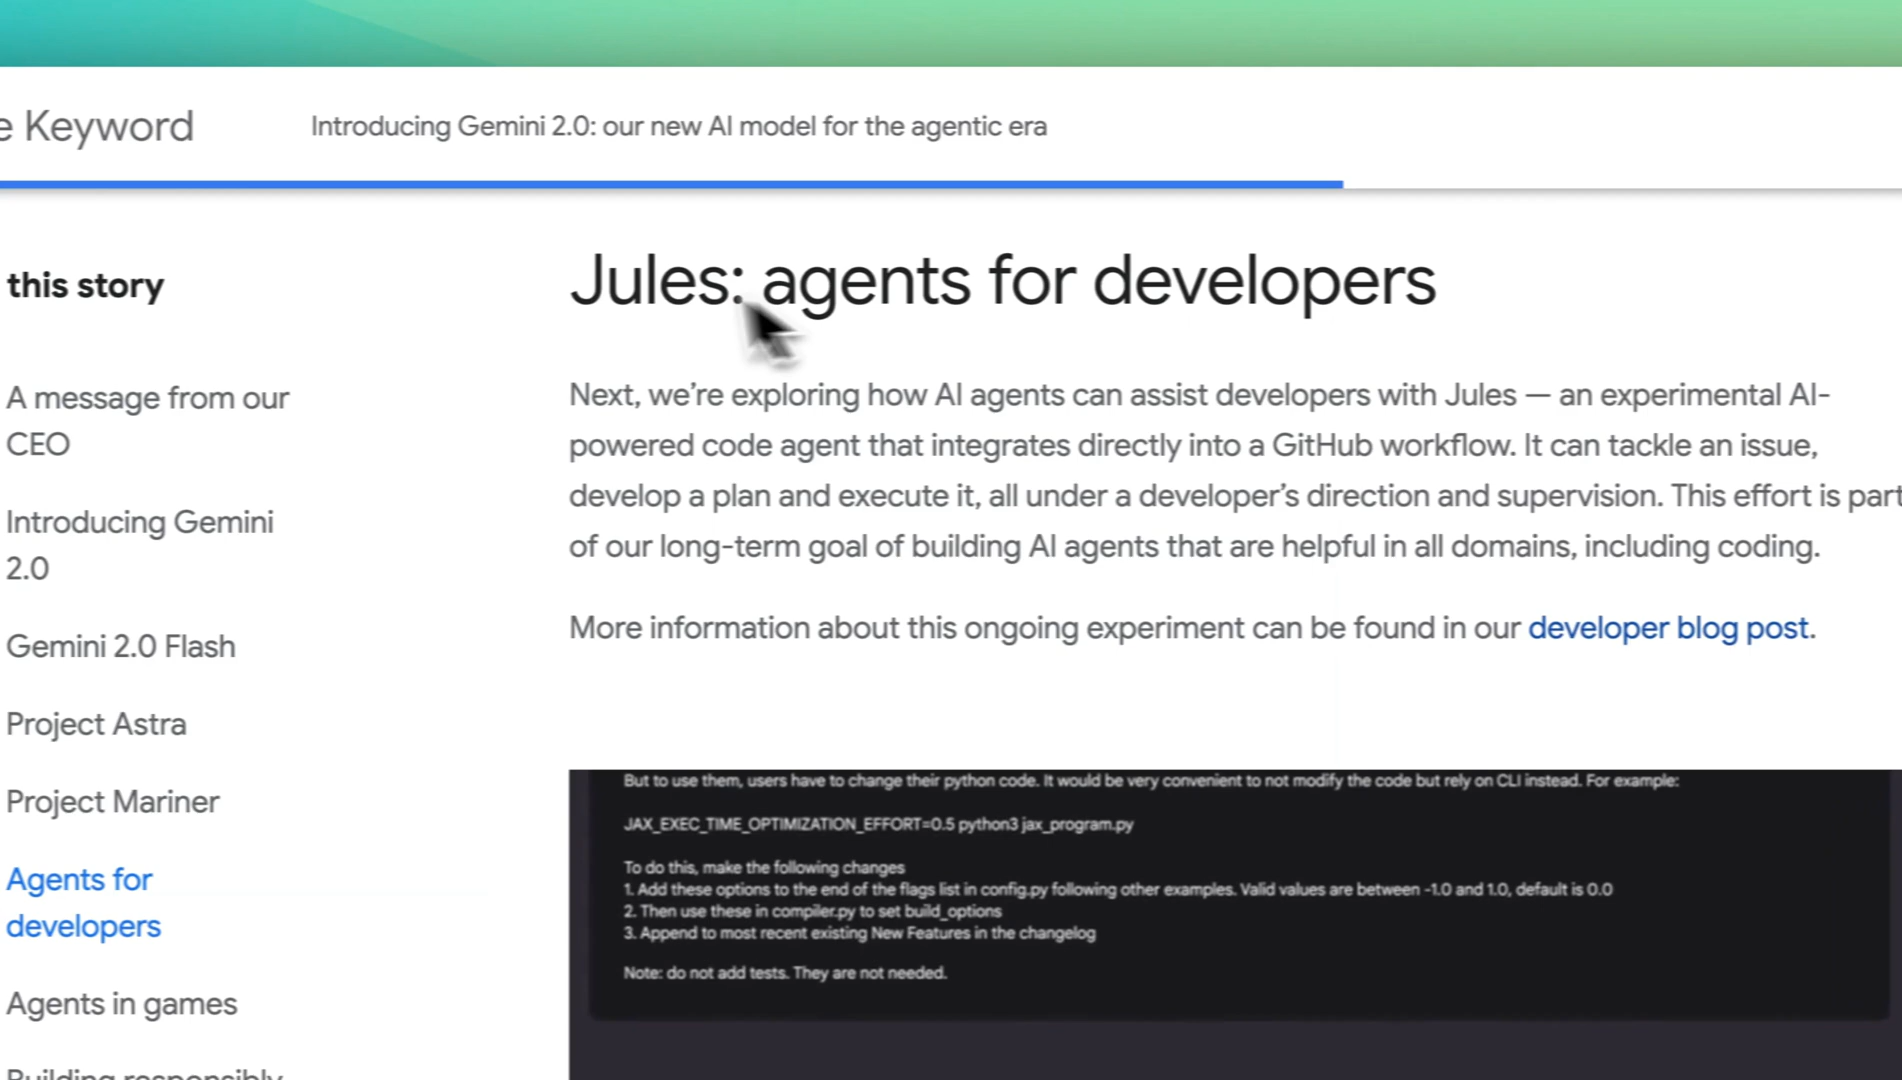 e Keyword
Introducing Gemini 2.0: our new AI model for the agentic era
this story
A message from our
CEO
Introducing Gemini
2.0
Gemini 2.0 Flash
Project Astra
Project Mariner
Agents for
developers
Agents in games
Building responsibly
Jules: agents for developers
Next, we’re exploring how AI agents can assist developers with Jules — an experimental AI-
powered code agent that integrates directly into a GitHub workflow. It can tackle an issue,
develop a plan and execute it, all under a developer’s direction and supervision. This effort is part
of our long-term goal of building AI agents that are helpful in all domains, including coding.
More information about this ongoing experiment can be found in our developer blog post.
But to use them, users have to change their python code. It would be very convenient to not modify the code but rely on CLI instead. For example:
JAX_EXEC_TIME_OPTIMIZATION_EFFORT=0.5 python3 jax_program.py
To do this, make the following changes
1. Add these options to the end of the flags list in config.py following other examples. Valid values are between -1.0 and 1.0, default is 0.0
2. Then use these in compiler.py to set build_options
3. Append to most recent existing New Features in the changelog
Note: do not add tests. They are not needed.